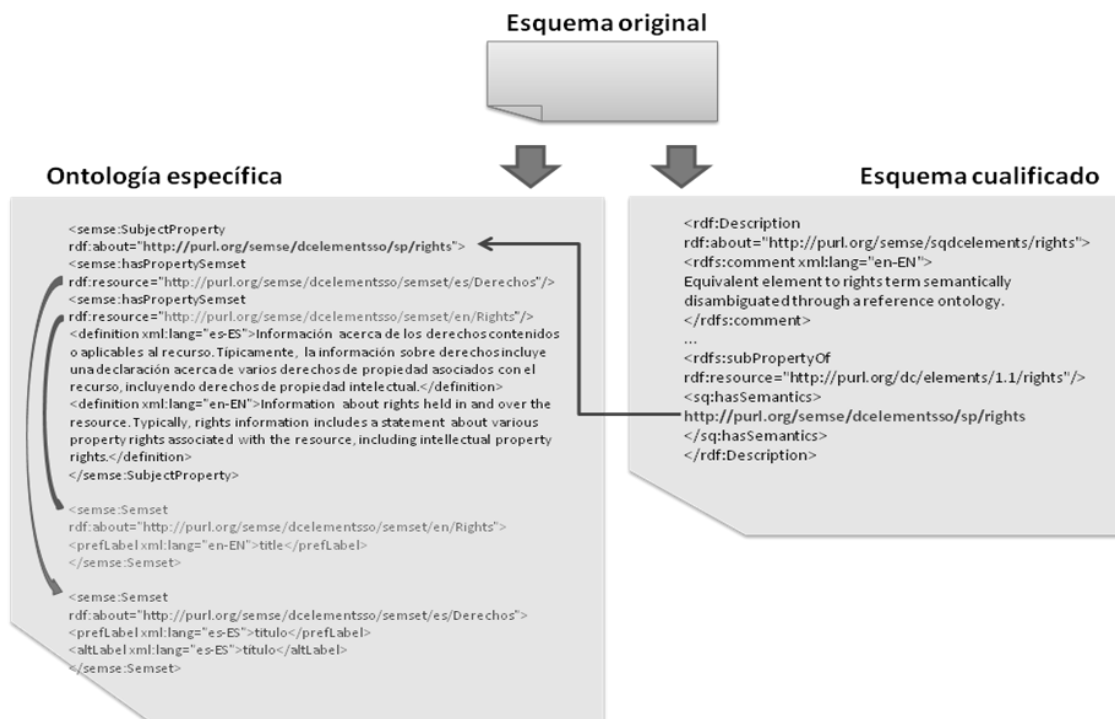 Esquema original
Ontología específica
<semse:SubjectProperty
rdf:about="http://purl.org/semse/dcelementsso/sp/rights">
<semse:hasPropertySemset
rdf:resource="http://purl.org/semse/dcelementsso/semset/es/Derechos"/>
<semse:hasPropertySemset
rdf:resource="http://purl.org/semse/dcelementsso/semset/en/Rights"/>
<definition xml:lang="es-ES">Información acerca de los derechos contenidos
o aplicables al recurso. Típicamente, la información sobre derechos incluye
una declaración acerca de varios derechos de propiedad asociados con el
recurso, incluyendo derechos de propiedad intelectual.</definition>
<definition xml:lang="en-EN">Information about rights held in and over the
resource. Typically, rights information includes a statement about various
property rights associated with the resource, including intellectual property
rights.</definition>
</semse:SubjectProperty>
<semse:Semset
rdf:about="http://purl.org/semse/dcelementsso/semset/en/Rights">
<prefLabel xml:lang="en-EN">title</prefLabel>
</semse:Semset>
<semse:Semset
rdf:about="http://purl.org/semse/dcelementsso/semset/es/Derechos">
<prefLabel xml:lang="es-ES">título</prefLabel>
<altLabel xml:lang="es-ES">título</altLabel>
</semse:Semset>
Esquema cualificado
<rdf:Description
rdf:about="http://purl.org/semse/sqdcelements/rights">
<rdfs:comment xml:lang="en-EN">
Equivalent element to rights term semantically
disambiguated through a reference ontology.
</rdfs:comment>
...
<rdfs:subPropertyOf
rdf:resource="http://purl.org/dc/elements/1.1/rights"/>
<sq:hasSemantics>
http://purl.org/semse/dcelementsso/sp/rights
</sq:hasSemantics>
</rdf:Description>